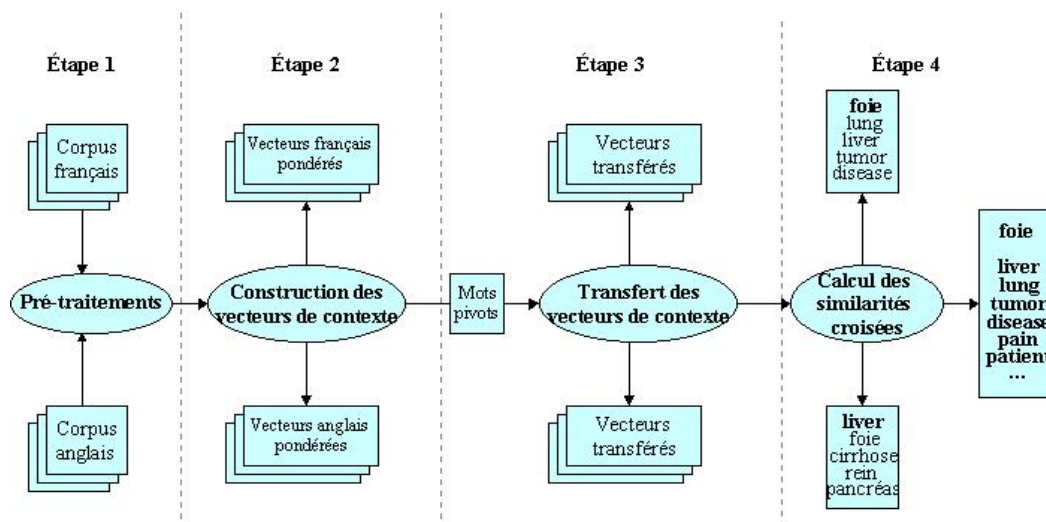 Étape 1
Étape 2
Étape 3
Étape 4
Corpus
français
Pré-traitements
Corpus
anglais
Vecteurs français
pondérés
Construction des
vecteurs de contexte
Vecteurs anglais
pondérées
Mots
pivots
Vecteurs
transférés
Transfert des
vecteurs de contexte
Vecteurs
transférés
foie
lung
liver
tumor
disease
Calcul des
similarités
croisées
liver
foie
cirrhose
rein
pancréas
foie
liver
lung
tumor
disease
pain
patient
...